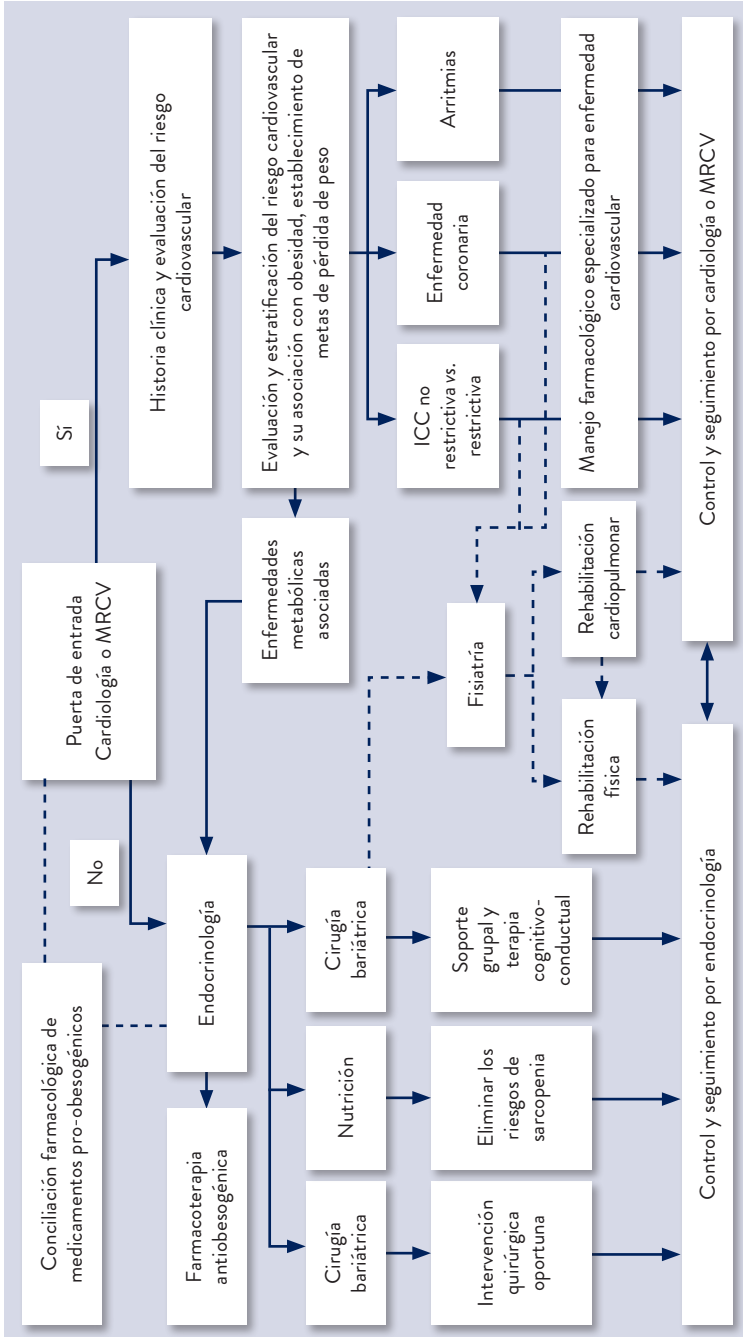 Conciliación farmacológica de
medicamentos pro-obesogénicos
Puerta de entrada
Cardiología o MRCV
No
Sí
Farmacoterapia
antiobesogénica
Endocrinología
Historia clínica y evaluación del riesgo
cardiovascular
Enfermedades
metabólicas
asociadas
Evaluación y estratificación del riesgo cardiovascular
y su asociación con obesidad, establecimiento de
metas de pérdida de peso
Cirugía
bariátrica
Nutrición
Cirugía
bariátrica
Fisiatría
ICC no
restrictiva vs.
restrictiva
Enfermedad
coronaria
Arritmias
Intervención
quirúrgica
oportuna
Eliminar los
riesgos de
sarcopenia
Soporte
grupal y
terapia
cognitivo-
conductual
Rehabilitación
física
Rehabilitación
cardiopulmonar
Manejo farmacológico especializado para enfermedad
cardiovascular
Control y seguimiento por endocrinología
Control y seguimiento por cardiología o MRCV